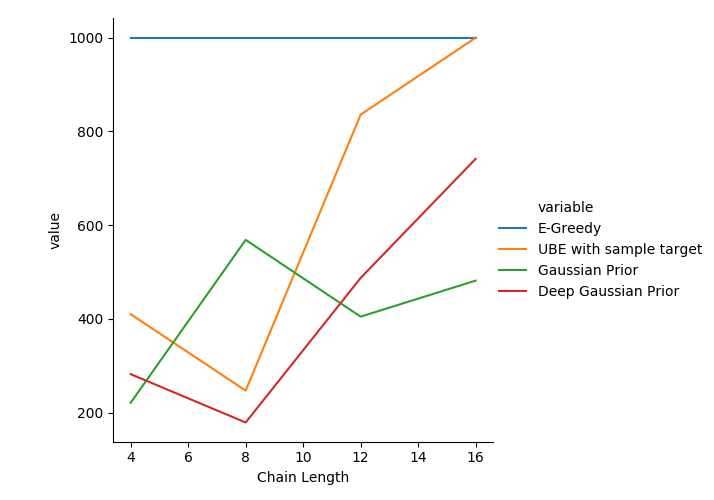 1000
800
600
400
200
value
4 6 8 10 12 14 16
Chain Length
variable
E-Greedy
UBE with sample target
Gaussian Prior
Deep Gaussian Prior